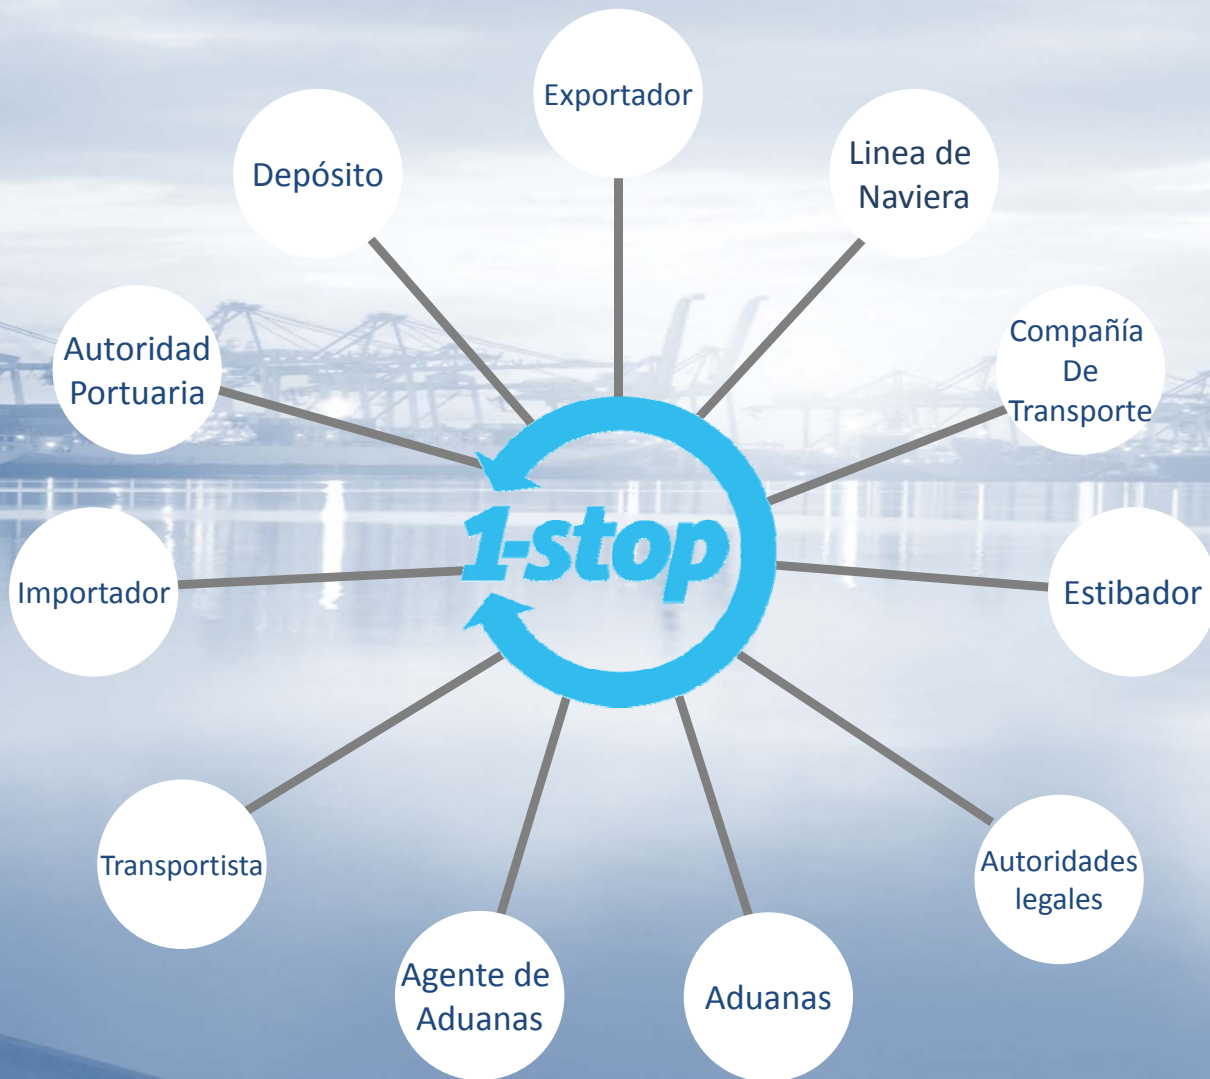 Exportador
Linea de
Naviera
Depósito
Compañía
De
Transporte
Autoridad
Portuaria
1-stop
Importador
Estibador
Transportista
Autoridades
legales
Agente de
Aduanas
Aduanas